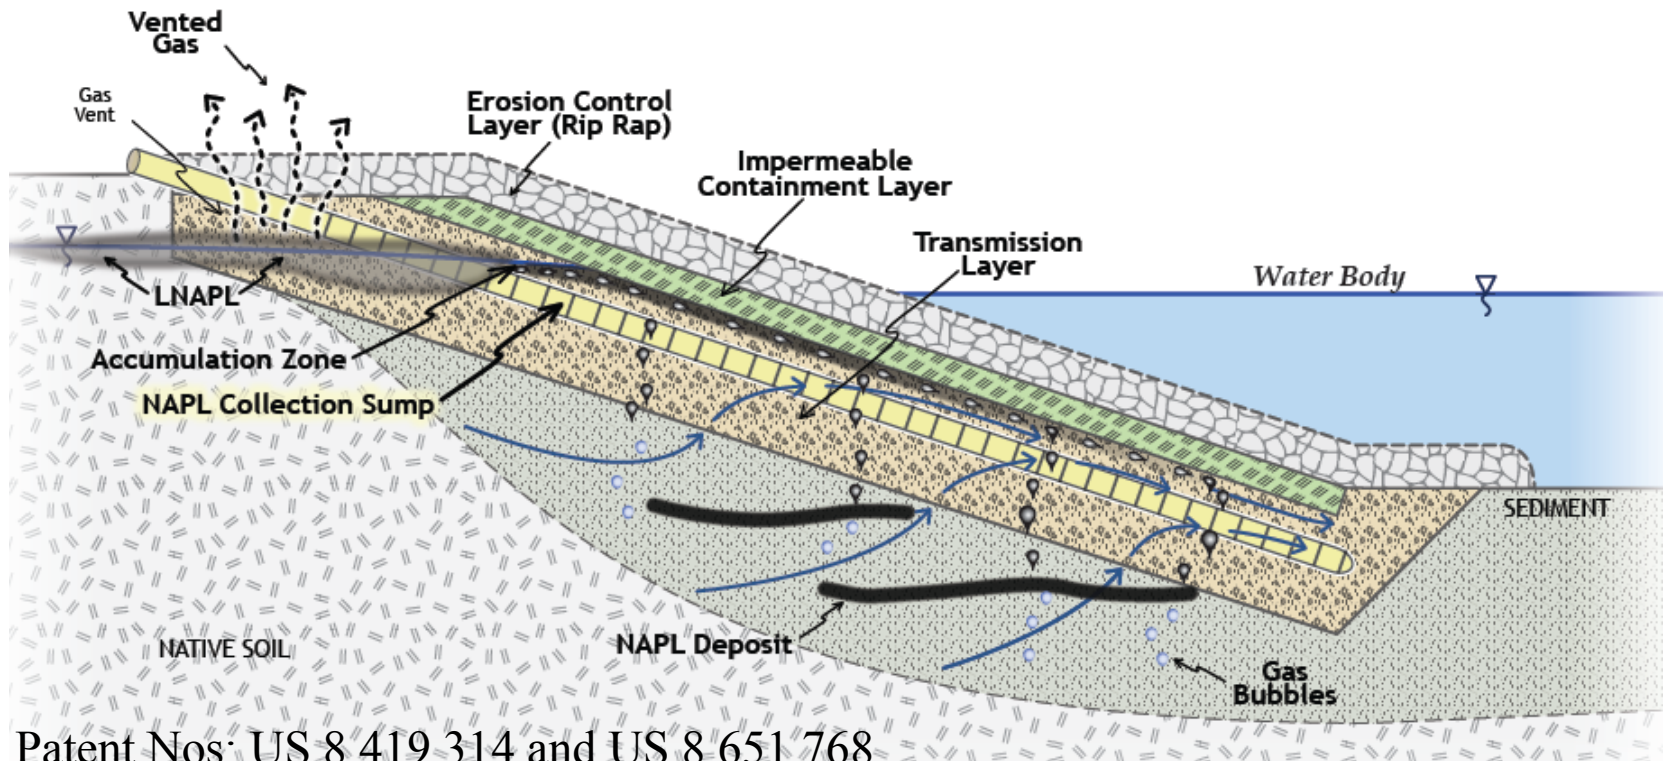 Vented
Gas
Gas
Vent
Erosion Control
Layer (Rip Rap)
Impermeable
Containment Layer
Transmission
Layer
Water Body
LNAPL
Accumulation Zone
NAPL Collection Sump
SEDIMENT
NATIVE SOIL
NAPL Deposit
Gas
Bubbles
Patent Nos: US 8,419,314 and US 8,651,768